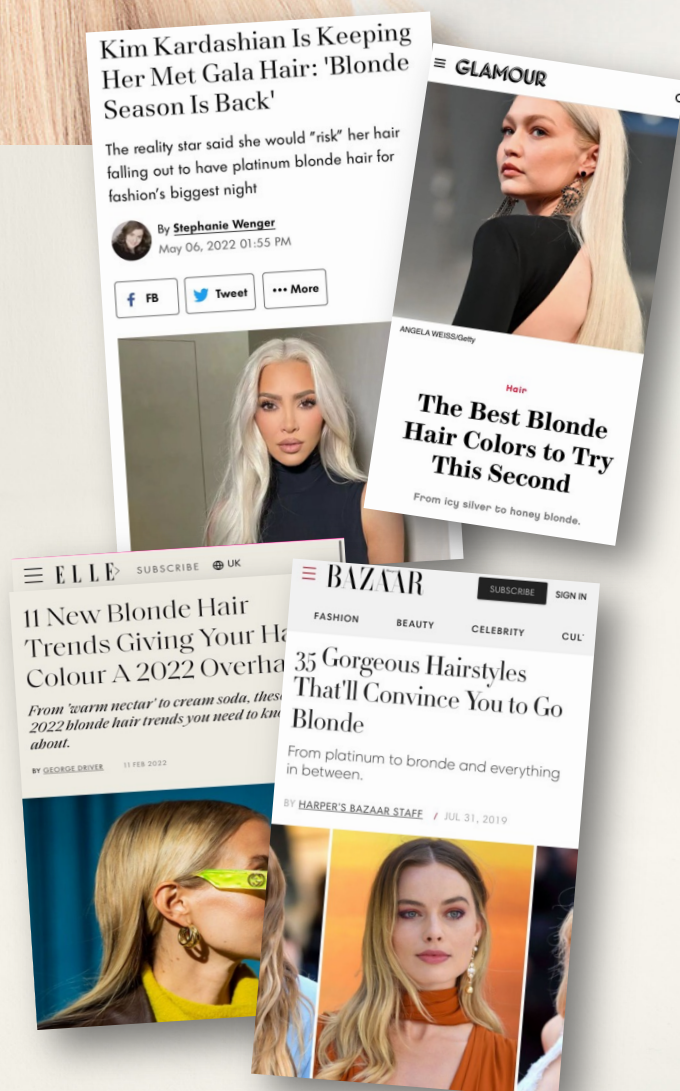 Kim Kardashian Is Keeping
Her Met Gala Hair: 'Blonde
Season Is Back'
The reality star said she would "risk" her hair
falling out to have platinum blonde hair for
fashion's biggest night
By Stephanie Wenger
May 06, 2022 01:55 PM
FB
Tweet
••• More
GLAMOUR
ANGELA WEISS/Getty
Hair
The Best Blonde
Hair Colors to Try
This Second
From icy silver to honey blonde.
ELLE
SUBSCRIBE
UK
11 New Blonde Hair
Trends Giving Your Ha
Colour A 2022 Overha
From 'warm nectar' to cream soda, thes
2022 blonde hair trends you need to kno
about.
BY GEORGE DRIVER
11 FEB 2022
BAZAAR
SUBSCRIBE
SIGN IN
FASHION
BEAUTY
CELEBRITY
CUL
35 Gorgeous Hairstyles
That'll Convince You to Go
Blonde
From platinum to bronde and everything
in between.
BY HARPER'S BAZAAR STAFF / JUL 31, 2019